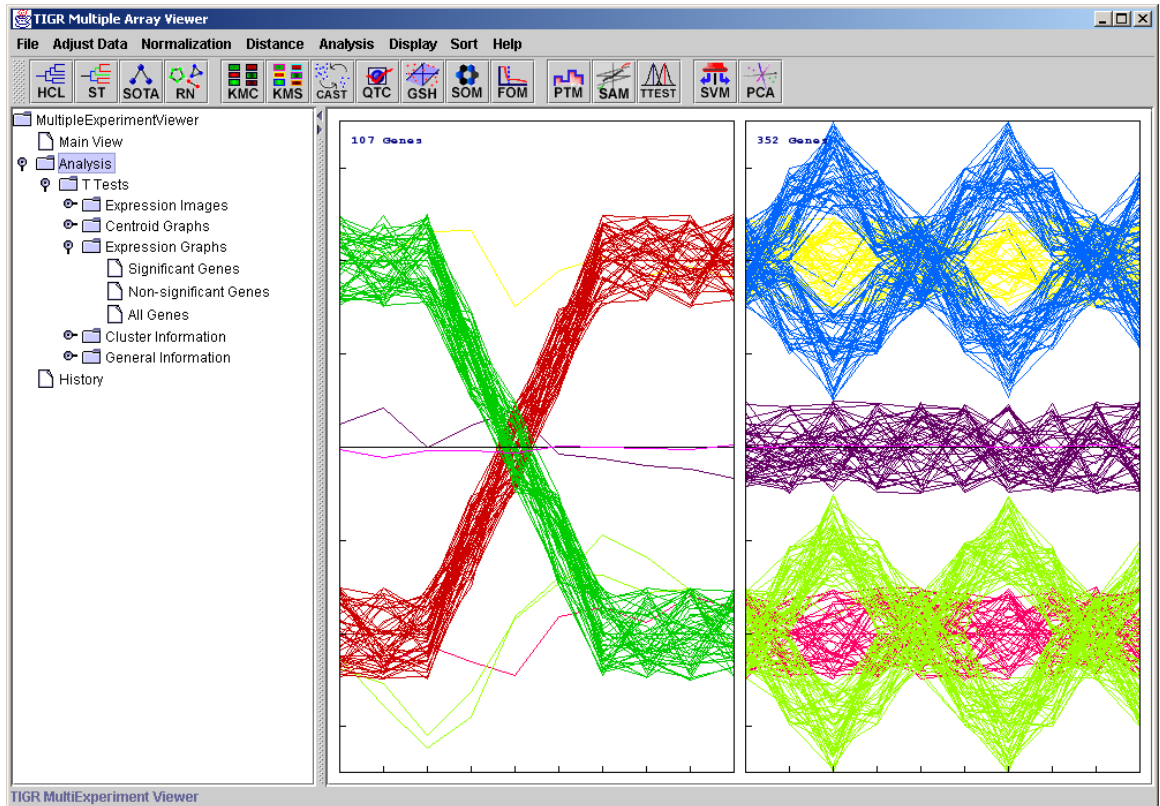 TIGR Multiple Array Viewer
File Adjust Data Normalization Distance Analysis Display Sort Help
HCL ST SOTA RN KMC KMS CAST QTC GSH SOM FOM PTM SAM TTEST SVM PCA
MultipleExperimentViewer
Main View
Analysis
T Tests
Expression Images
Centroid Graphs
Expression Graphs
Significant Genes
Non-significant Genes
All Genes
Cluster Information
General Information
History
107 Genes
352 Genes
TIGR MultiExperiment Viewer